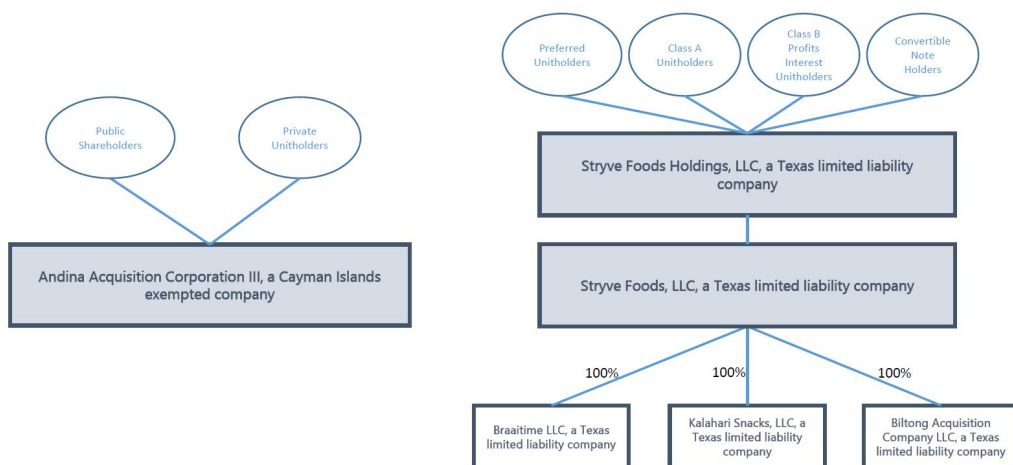 Public
Shareholders
Private
Unitholders
Andina Acquisition Corporation III, a Cayman Islands
exempted company
Preferred
Unitholders
Class A
Unitholders
Class B
Profits
Interest
Unitholders
Convertible
Note
Holders
Stryve Foods Holdings, LLC, a Texas limited liability
company
Stryve Foods, LLC, a Texas limited liability company
100%
100%
100%
Braaitime LLC, a Texas
limited liability company
Kalahari Snacks, LLC, a
Texas limited liability
company
Biltong Acquisition
Company LLC, a Texas
limited liability company